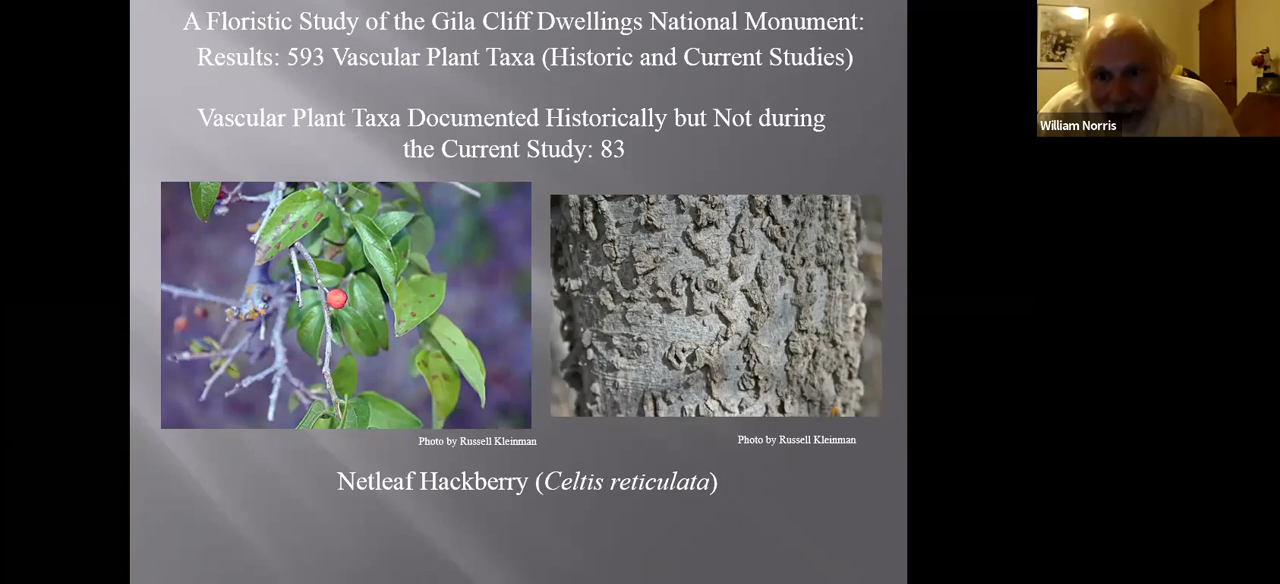 A Floristic Study of the Gila Cliff Dwellings National Monument:
Results: 593 Vascular Plant Taxa (Historic and Current Studies)
Vascular Plant Taxa Documented Historically but Not during
the Current Study: 83
Photo by Russell Kleinman
Photo by Russell Kleinman
Netleaf Hackberry (Celtis reticulata)
William Norris